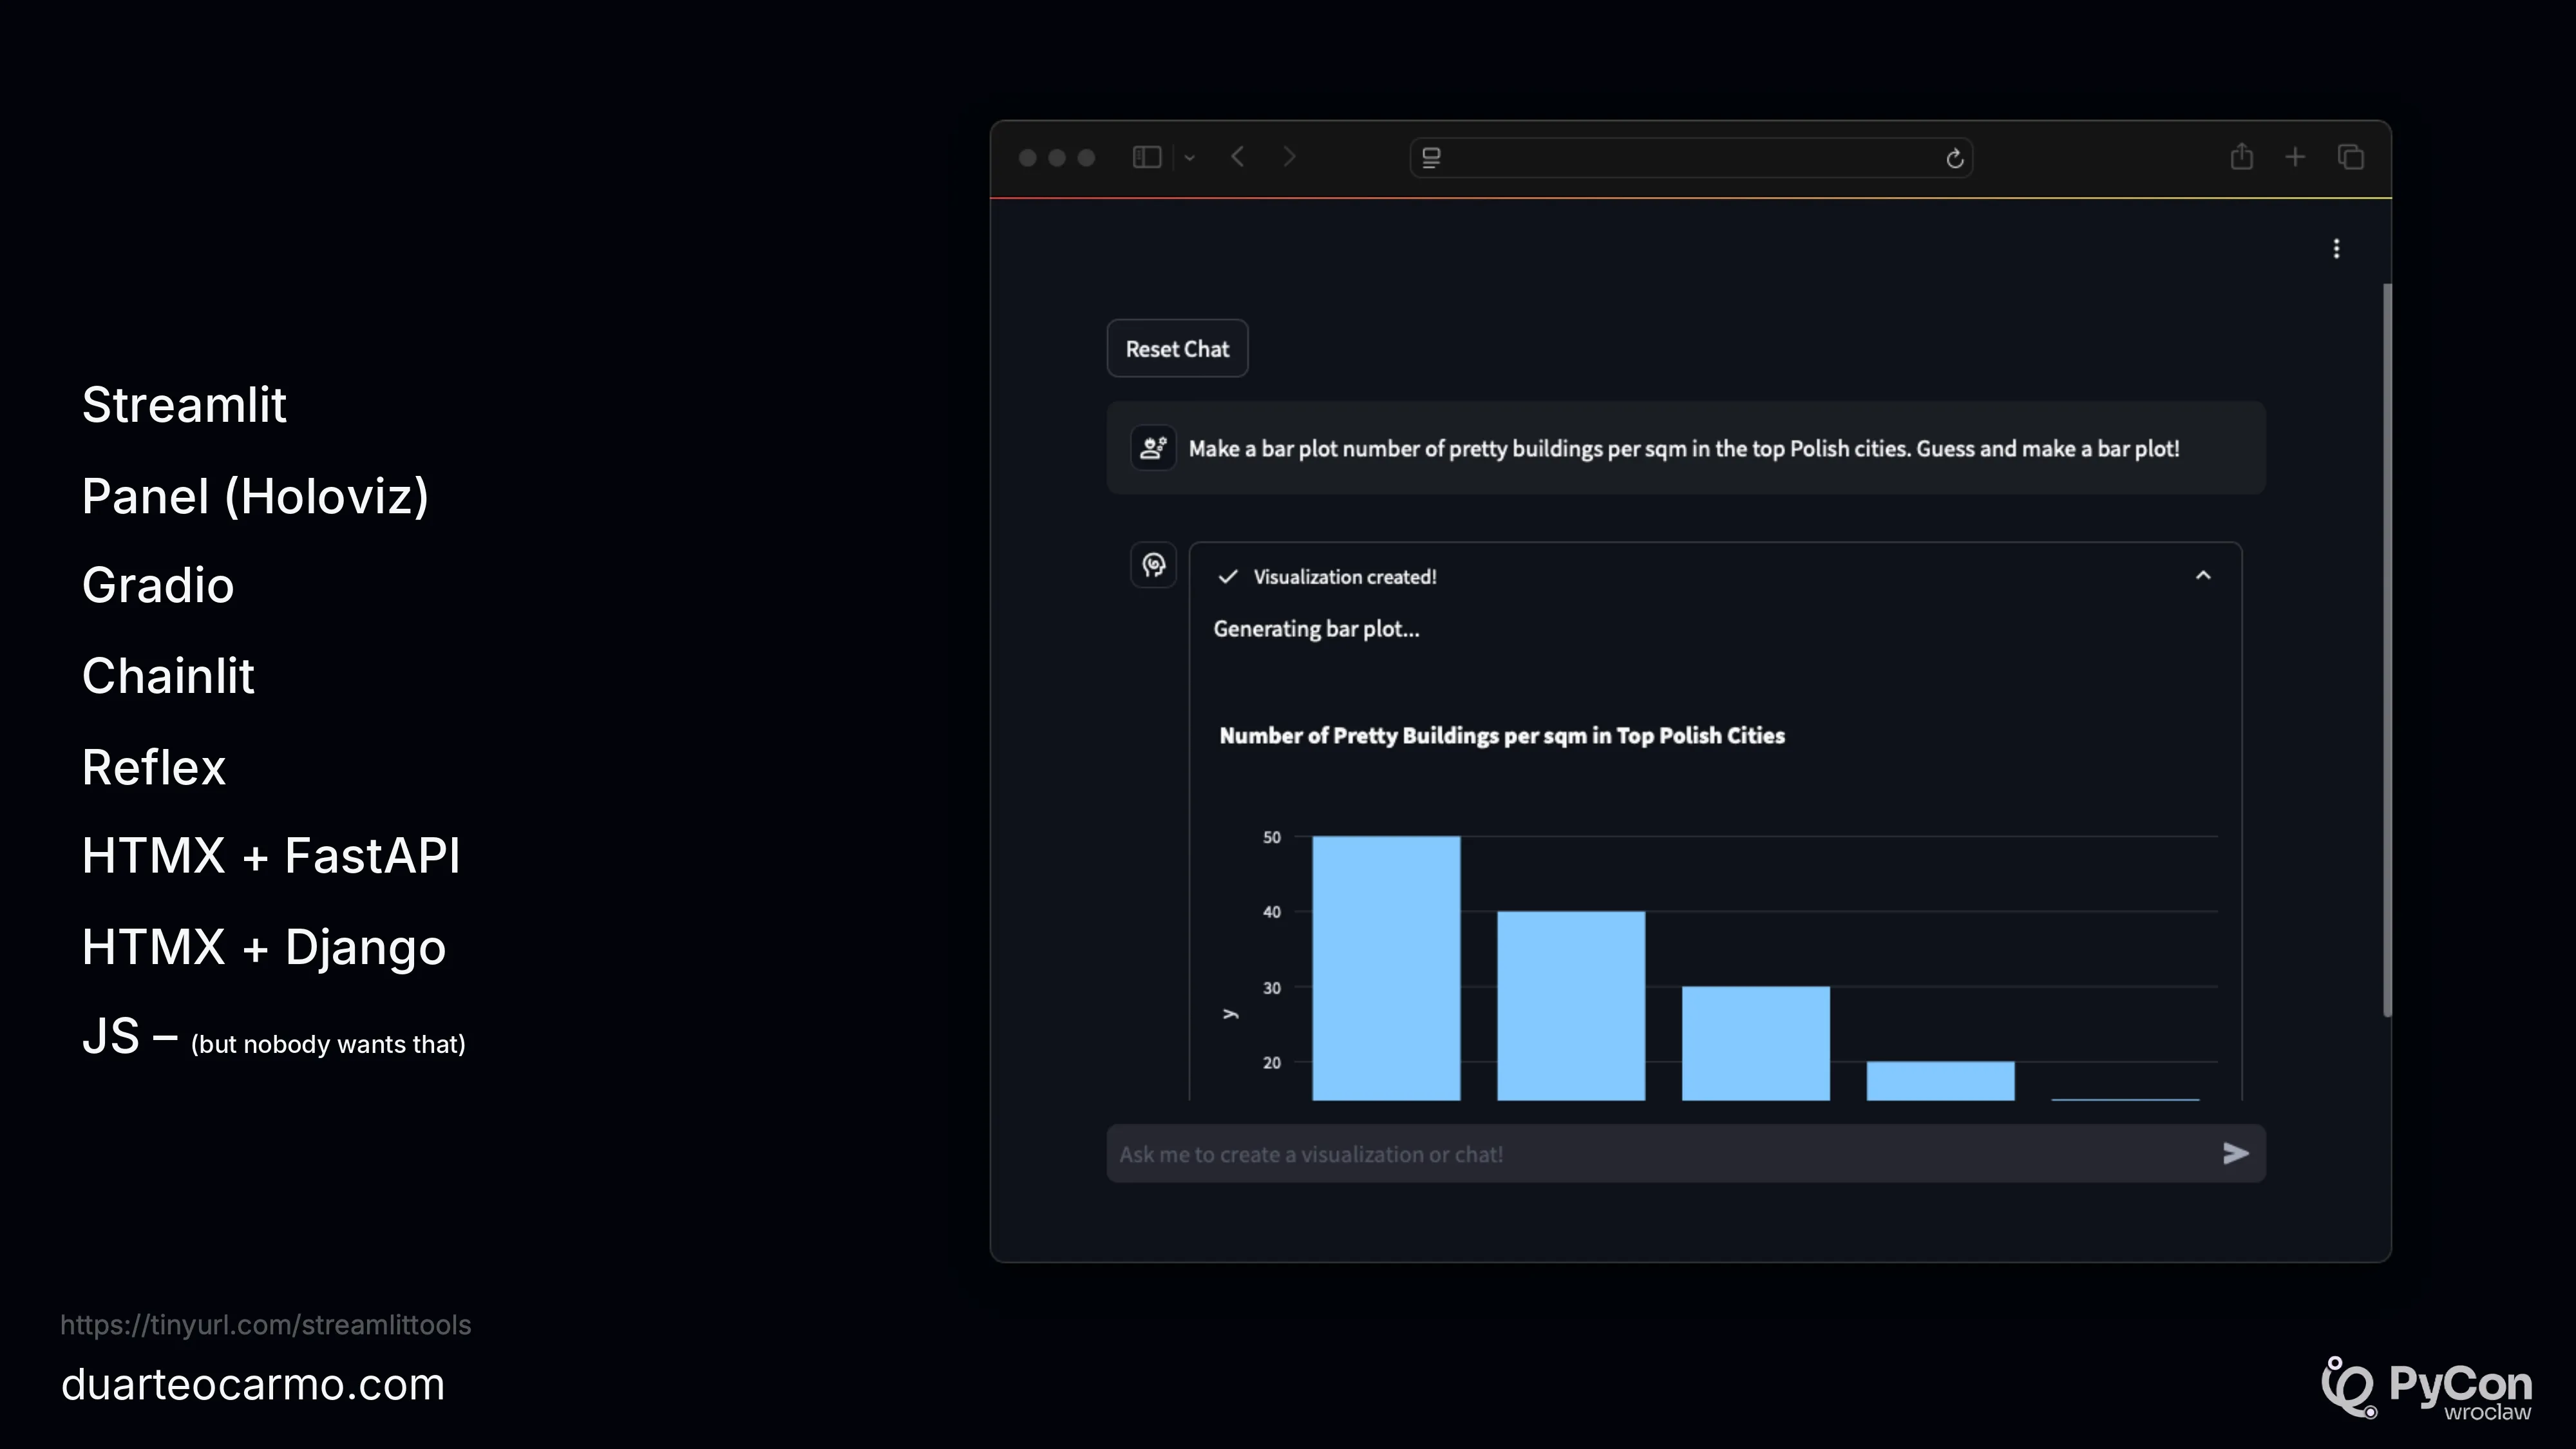 Streamlit
Panel (Holoviz)
Gradio
Chainlit
Reflex
HTMX + FastAPI
HTMX + Django
JS – (but nobody wants that)
https://tinyurl.com/streamlittools
duarteocarmo.com
Reset Chat
Make a bar plot number of pretty buildings per sqm in the top Polish cities. Guess and make a bar plot!
Visualization created!
Generating bar plot...
Number of Pretty Buildings per sqm in Top Polish Cities
50
40
30
y
20
Ask me to create a visualization or chat!
PyCon
wroclaw